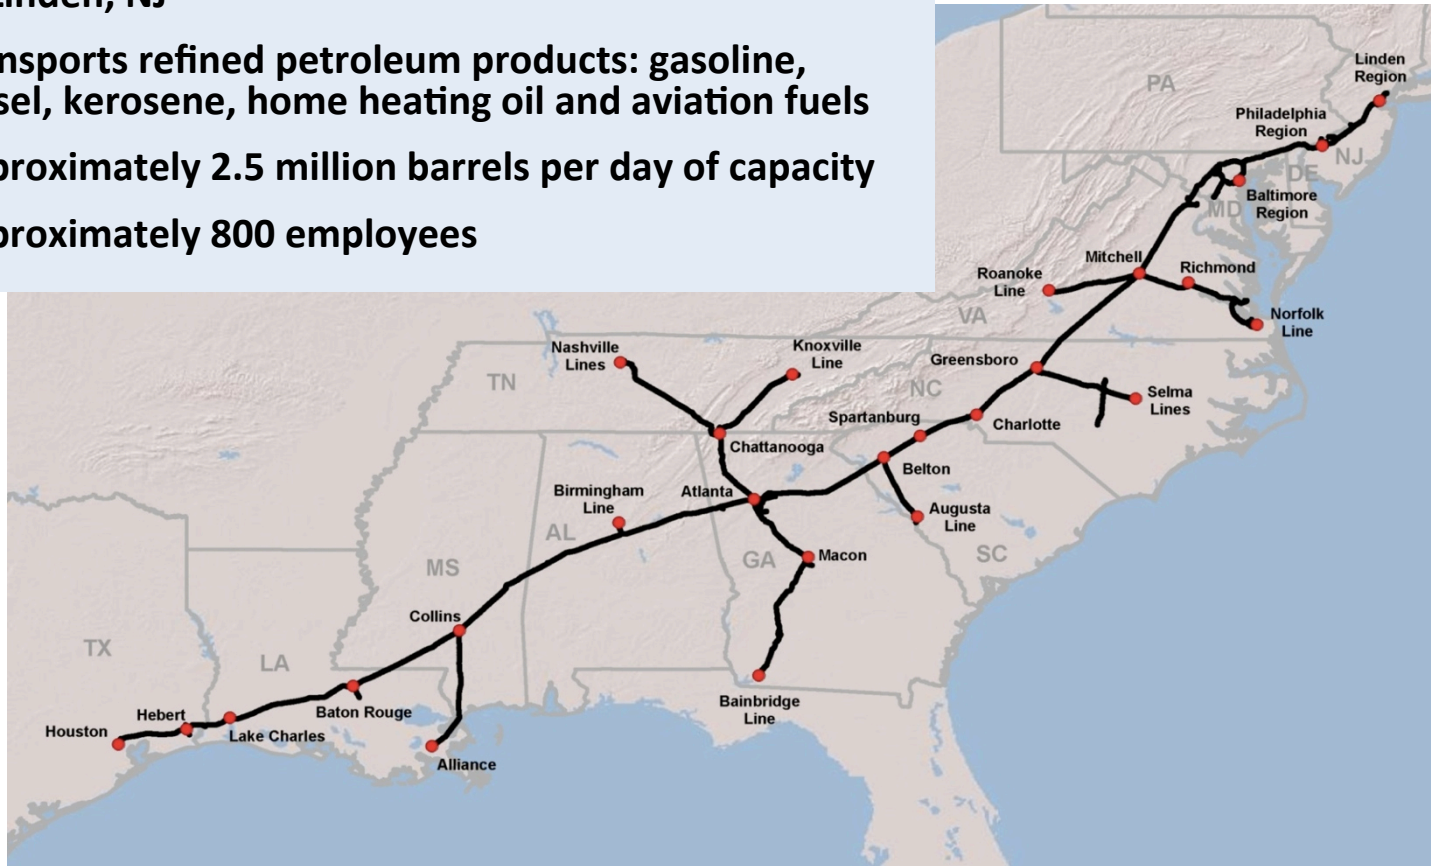 Linden, NJ
nsports refined petroleum products: gasoline,
sel, kerosene, home heating oil and aviation fuels
proximately 2.5 million barrels per day of capacity
proximately 800 employees
Linden
Region
PA
Philadelphia
Region
NJ
DE
Baltimore
Region
MD
Mitchell
Richmond
Roanoke
Line
Norfolk
Line
VA
Nashville
Lines
Knoxville
Line
Greensboro
TN
NC
Selma
Lines
Spartanburg
Charlotte
Chattanooga
Belton
Birmingham
Line
Atlanta
Augusta
Line
AL
GA
Macon
SC
MS
Collins
TX
LA
Bainbridge
Line
Baton Rouge
Hebert
Houston
Lake Charles
Alliance